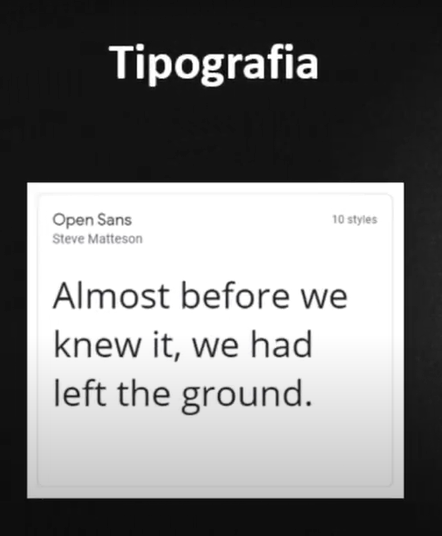 Tipografia
Open Sans
10 styles
Steve Matteson
Almost before we
knew it, we had
left the ground.